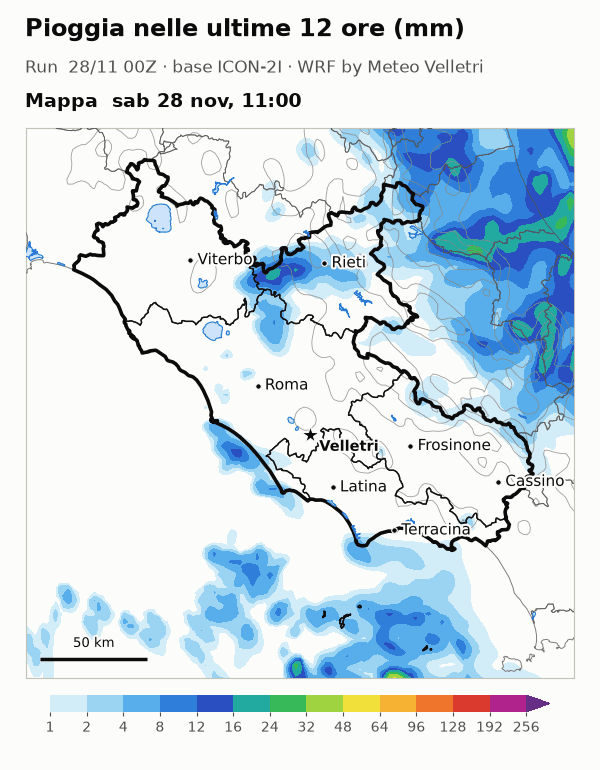 Pioggia nelle ultime 12 ore (mm)
Run  28/11 00Z · base ICON-2I · WRF by Meteo Velletri
Mappa  sab 28 nov, 11:00
Viterbo
Rieti
Roma
Velletri
Frosinone
Cassino
Latina
Terracina
50 km
1 2 4 8 12 16 24 32 48 64 96 128 192 256